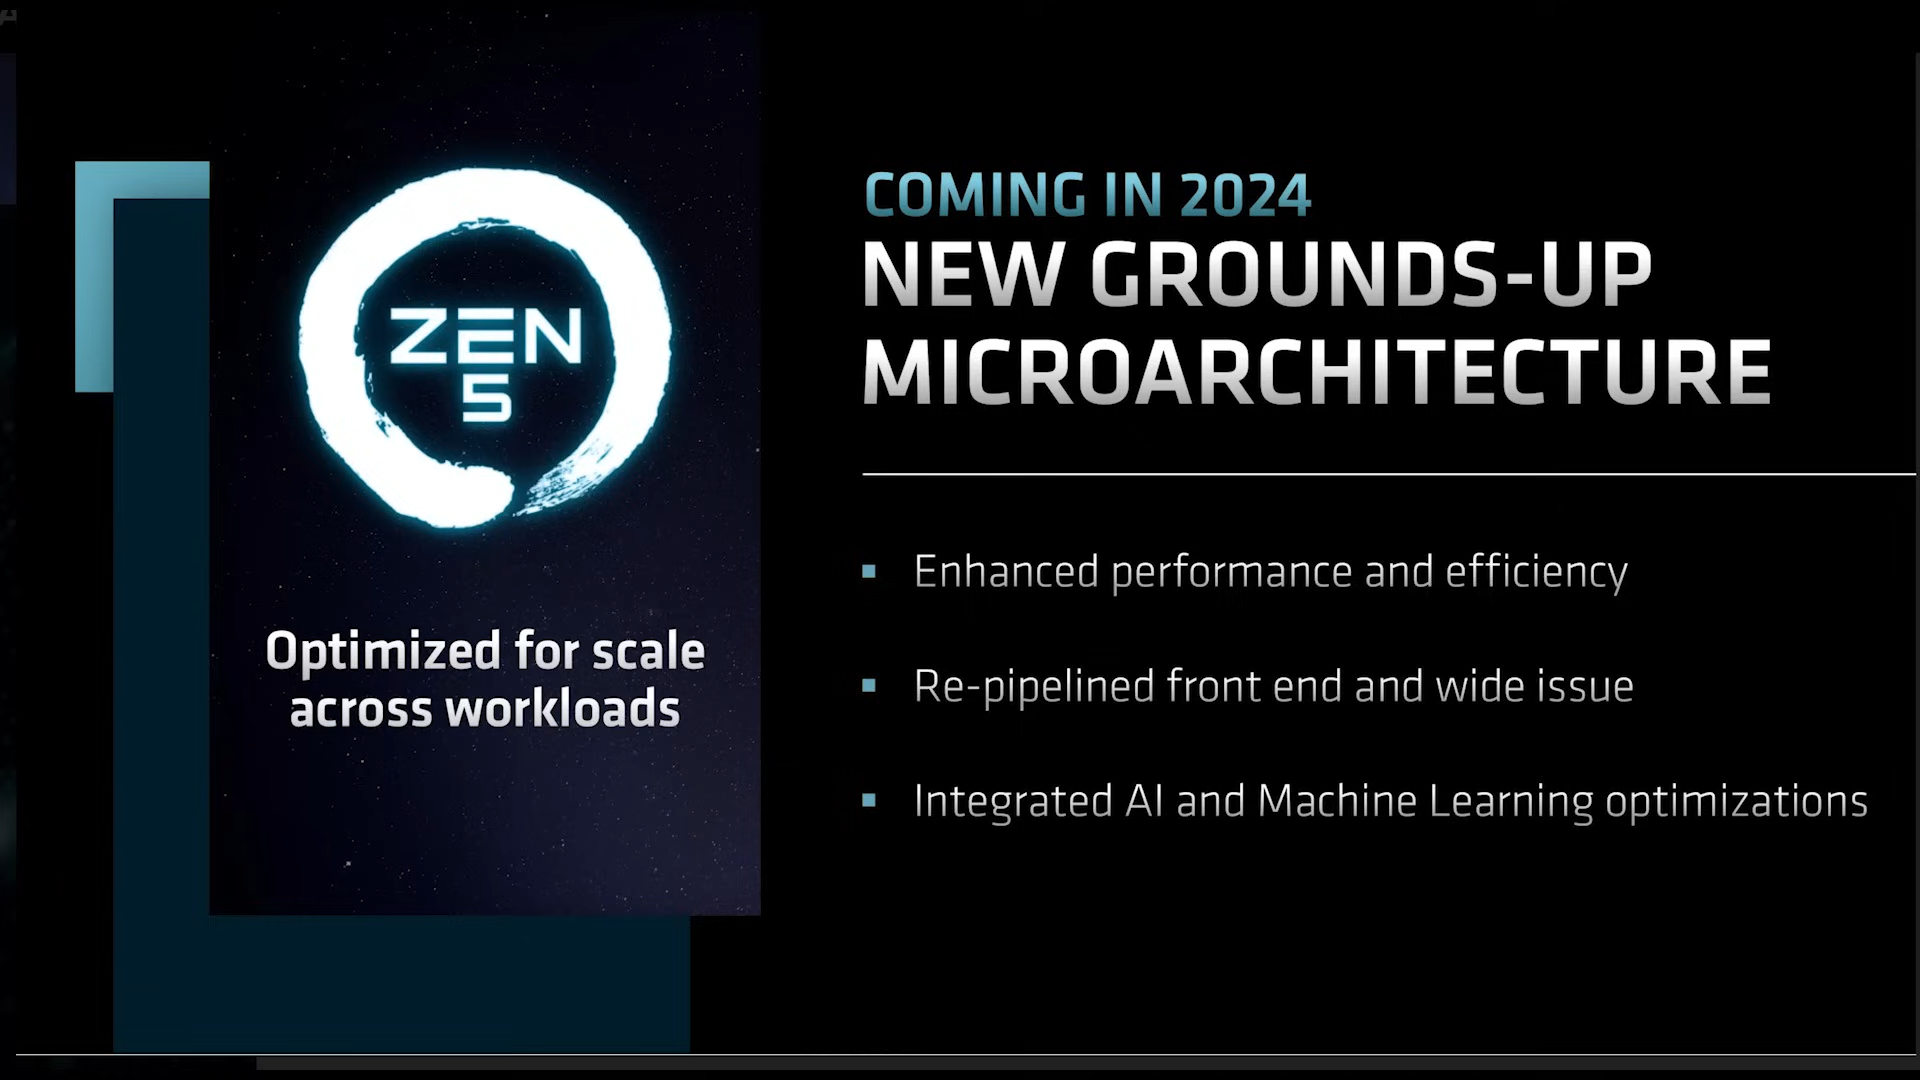 ZEN
5
Optimized for scale
across workloads
COMING IN 2024
NEW GROUNDS-UP
MICROARCHITECTURE
Enhanced performance and efficiency
Re-pipelined front end and wide issue
Integrated AI and Machine Learning optimizations